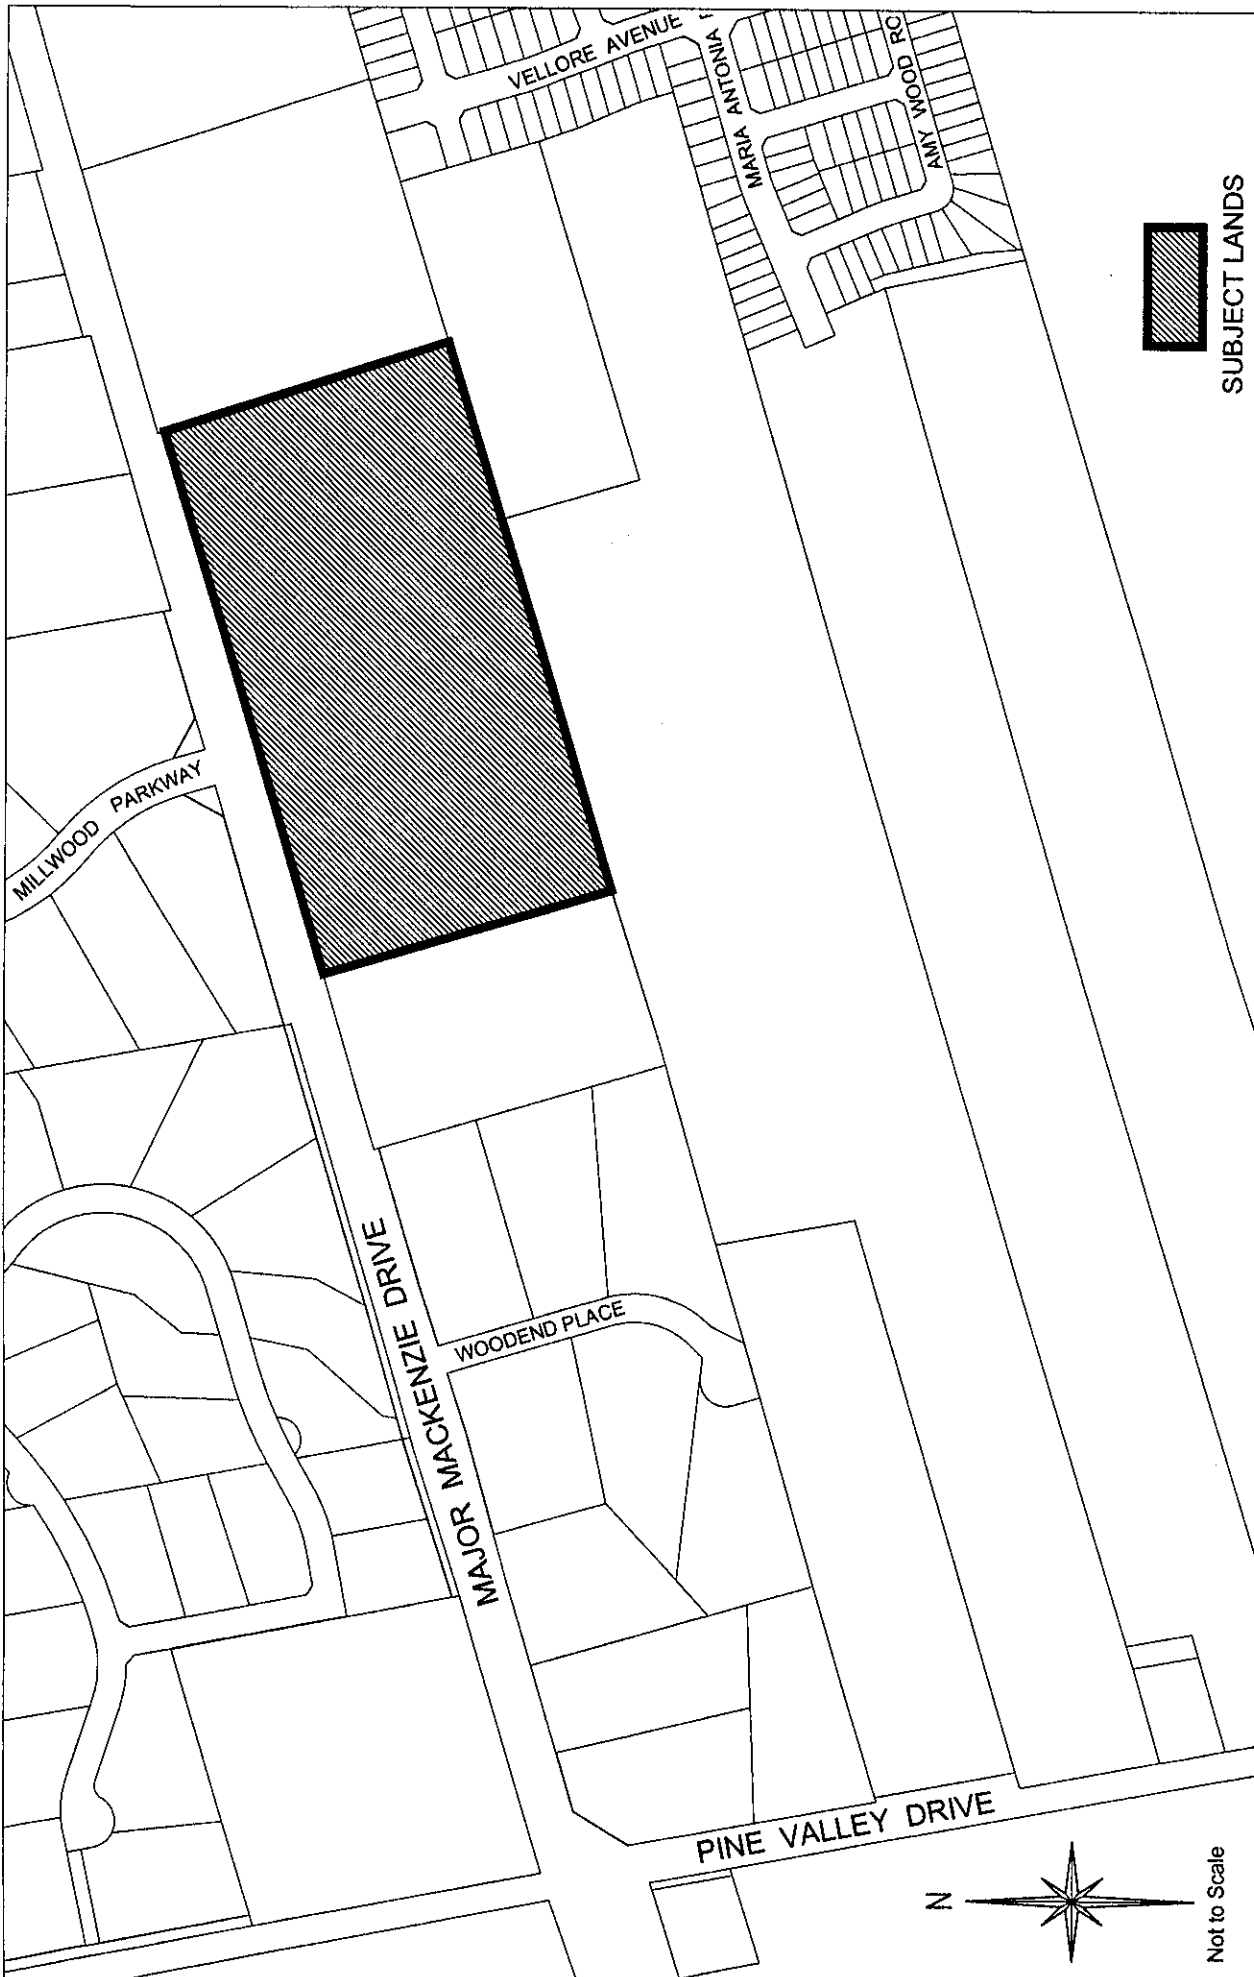 VELLORE AVENUE
MARIA ANTONIA
AMY WOOD
MILLWOOD PARKWAY
MAJOR MACKENZIE DRIVE
WOODEND PLACE
PINE VALLEY DRIVE
SUBJECT LANDS
N
Not to Scale